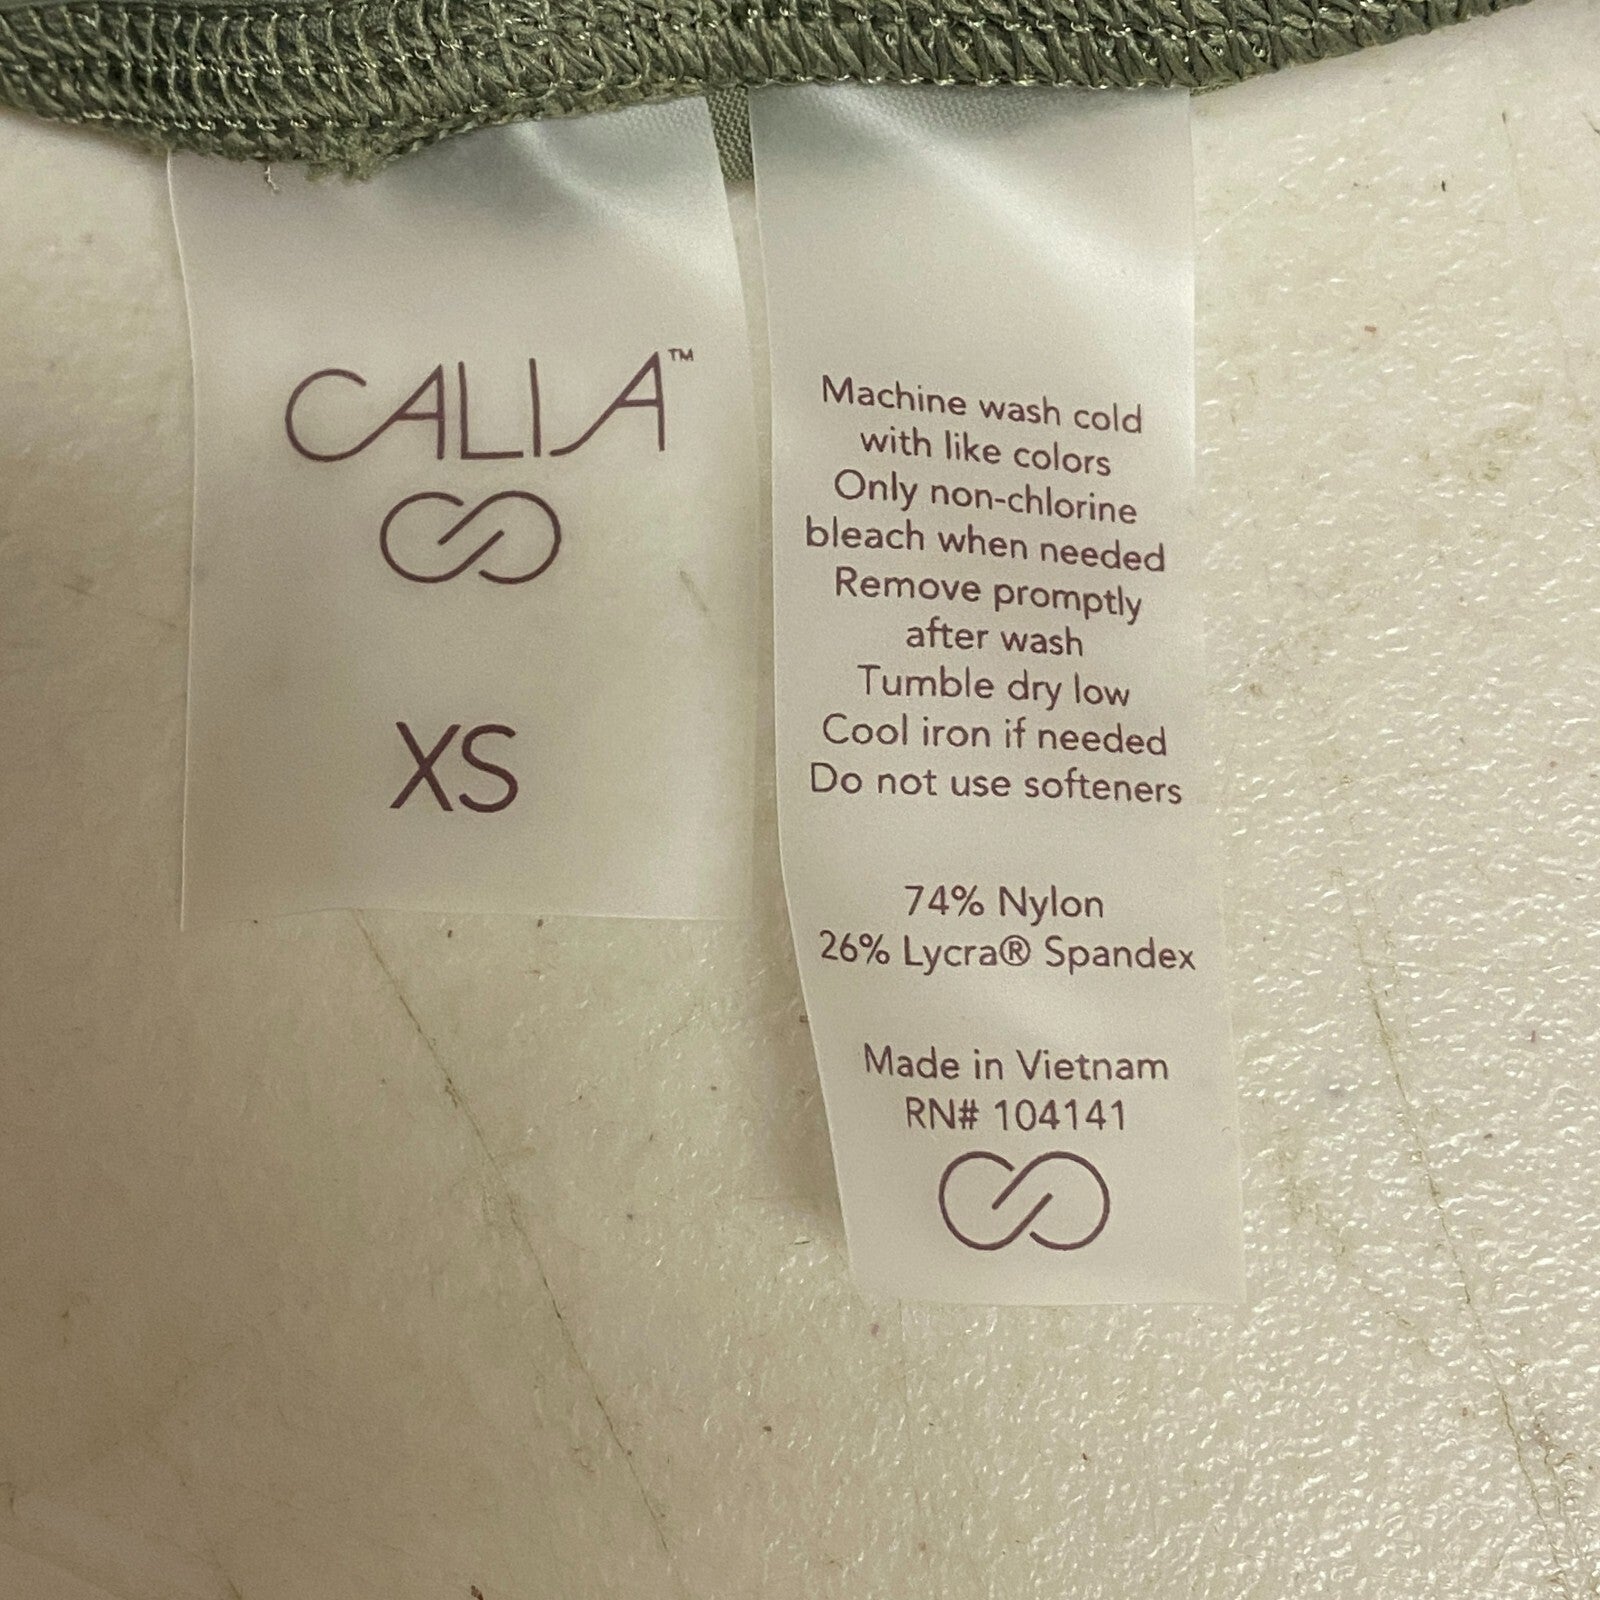 CALIA™
XS
Machine wash cold
with like colors
Only non-chlorine
bleach when needed
Remove promptly
after wash
Tumble dry low
Cool iron if needed
Do not use softeners
74% Nylon
26% Lycra® Spandex
Made in Vietnam
RN# 104141